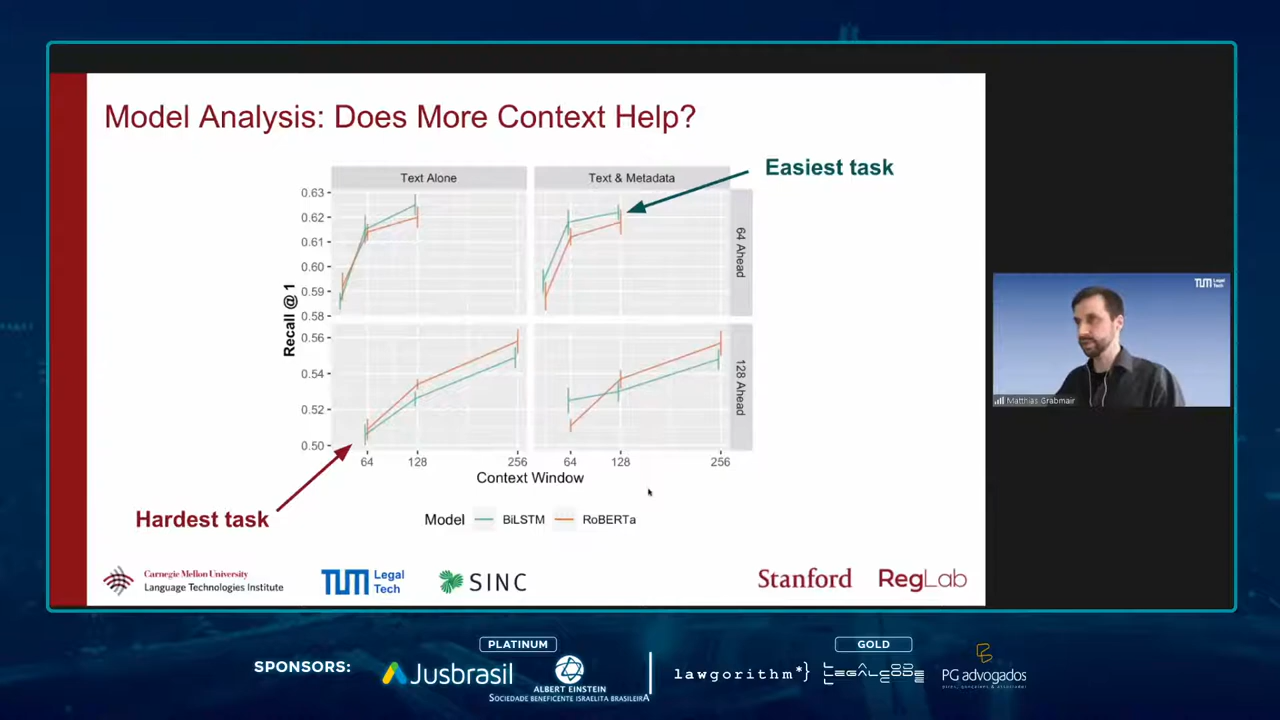 Model Analysis: Does More Context Help?
Easiest task
Text Alone
Text & Metadata
0.63
0.62
0.61
0.60
0.59
0.58
64 Ahead
Recall @ 1
0.56
0.54
0.52
0.50
128 Ahead
64
128
256
64
128
256
Context Window
Hardest task
Model
BiLSTM
RoBERTa
Carnegie Mellon University
Language Technologies Institute
TUM Legal
Tech
SINC
Stanford
RegLab
TUM Legal
Tech
Matthias Grabmair
SPONSORS:
PLATINUM
Jusbrasil
ALBERT EINSTEIN
SOCIEDADE BENEFICENTE ISRAELITA BRASILEIRA
GOLD
lawgorithm*}
LEGALCODE
PG advogados